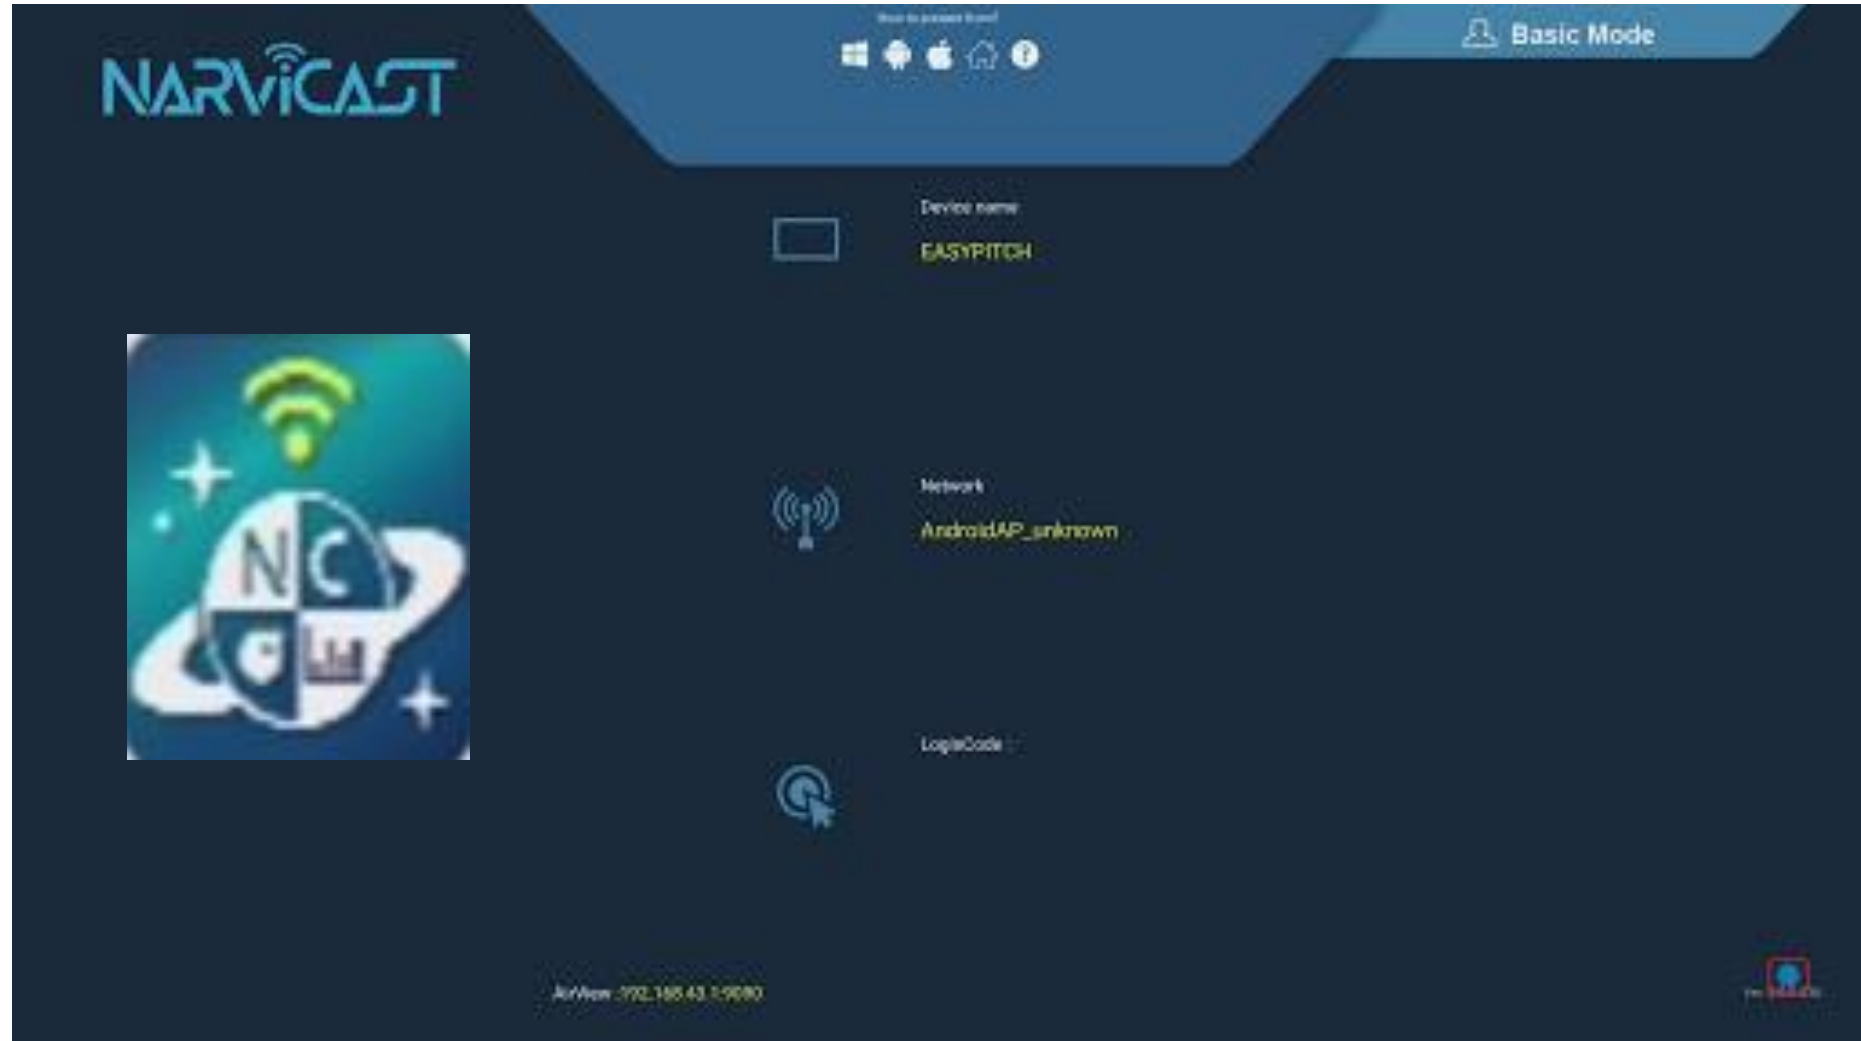 NARVICAST
Basic Mode
Device name
EASYPITCH
N C
Network
AndroidAP_unknown
LoginCode :
AirView :192.168.43.1:9080